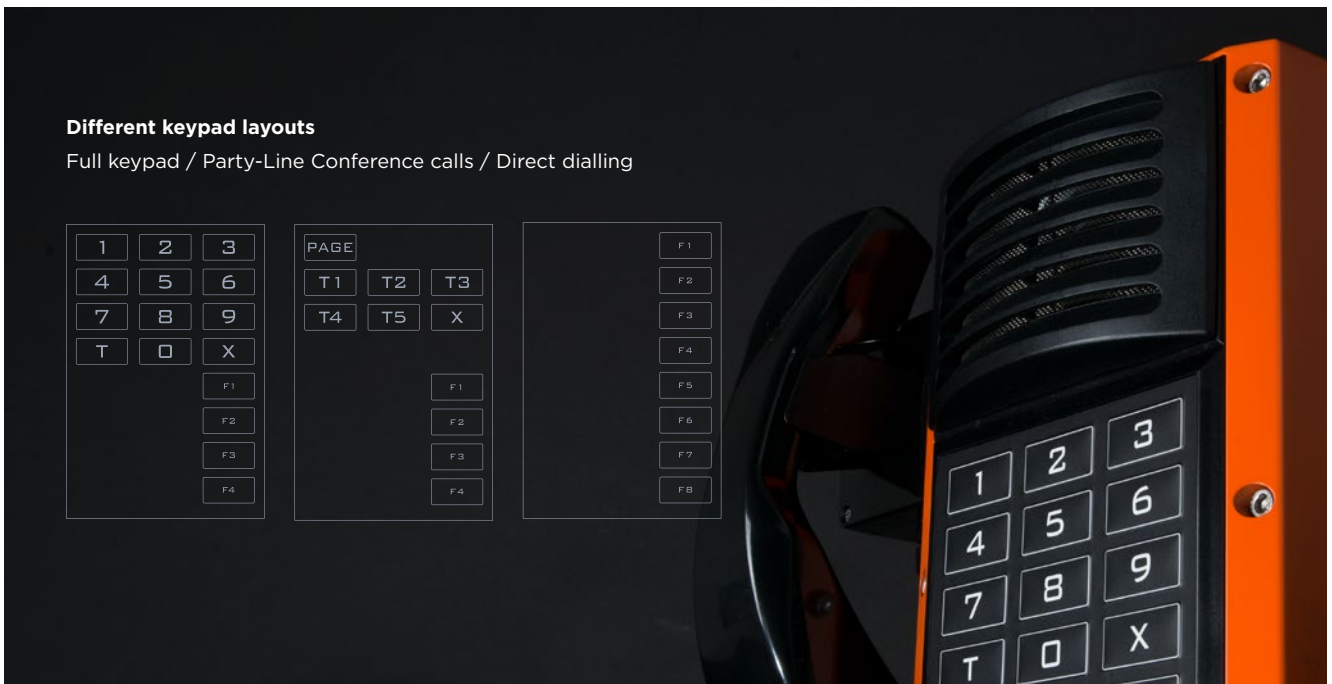 Different keypad layouts
Full keypad / Party-Line Conference calls / Direct dialling
1 2 3
4 5 6
7 8 9
T 0 X
F1
F2
F3
F4
PAGE
T1 T2 T3
T4 T5 X
F1
F2
F3
F4
F1
F2
F3
F4
F5
F6
F7
F8
1 2 3
4 5 6
7 8 9
T 0 X